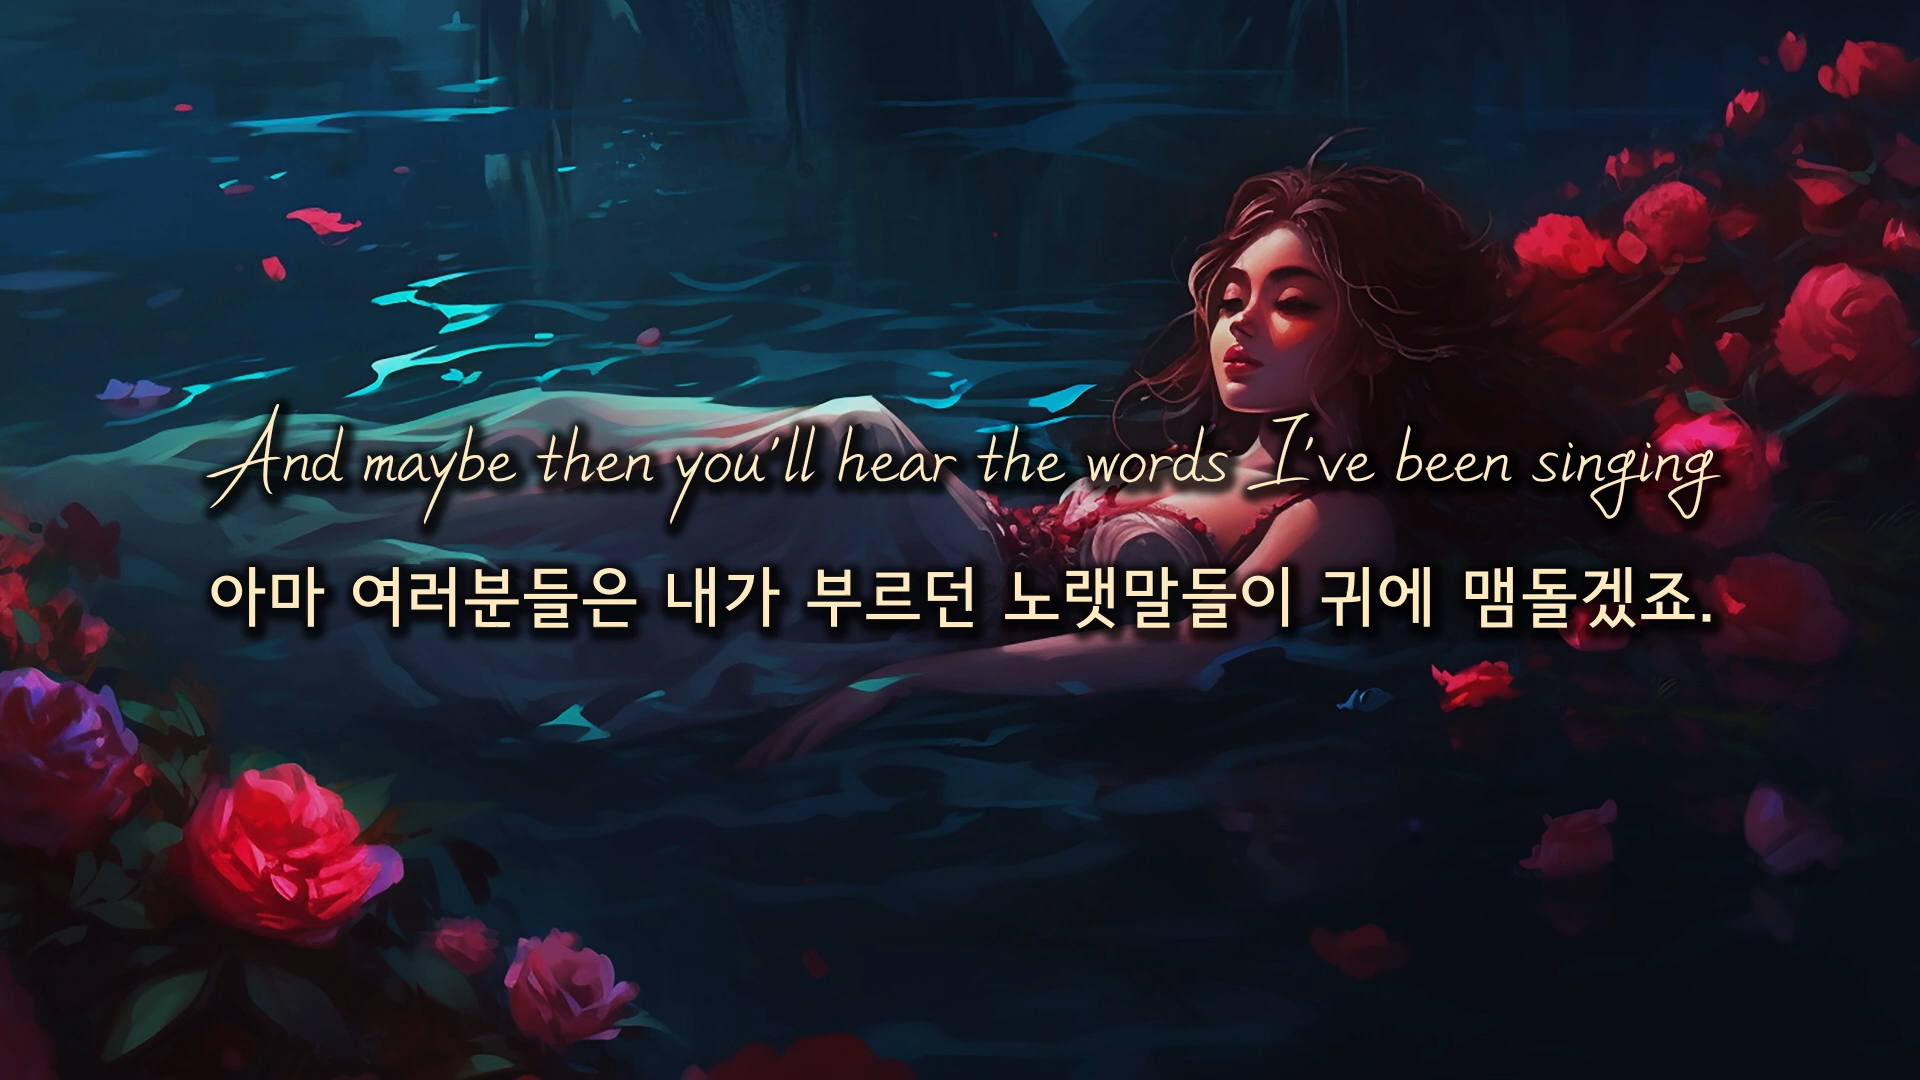 And maybe then you'll hear the words I've been singing
아마 여러분들은 내가 부르던 노랫말들이 귀에 맴돌겠죠.